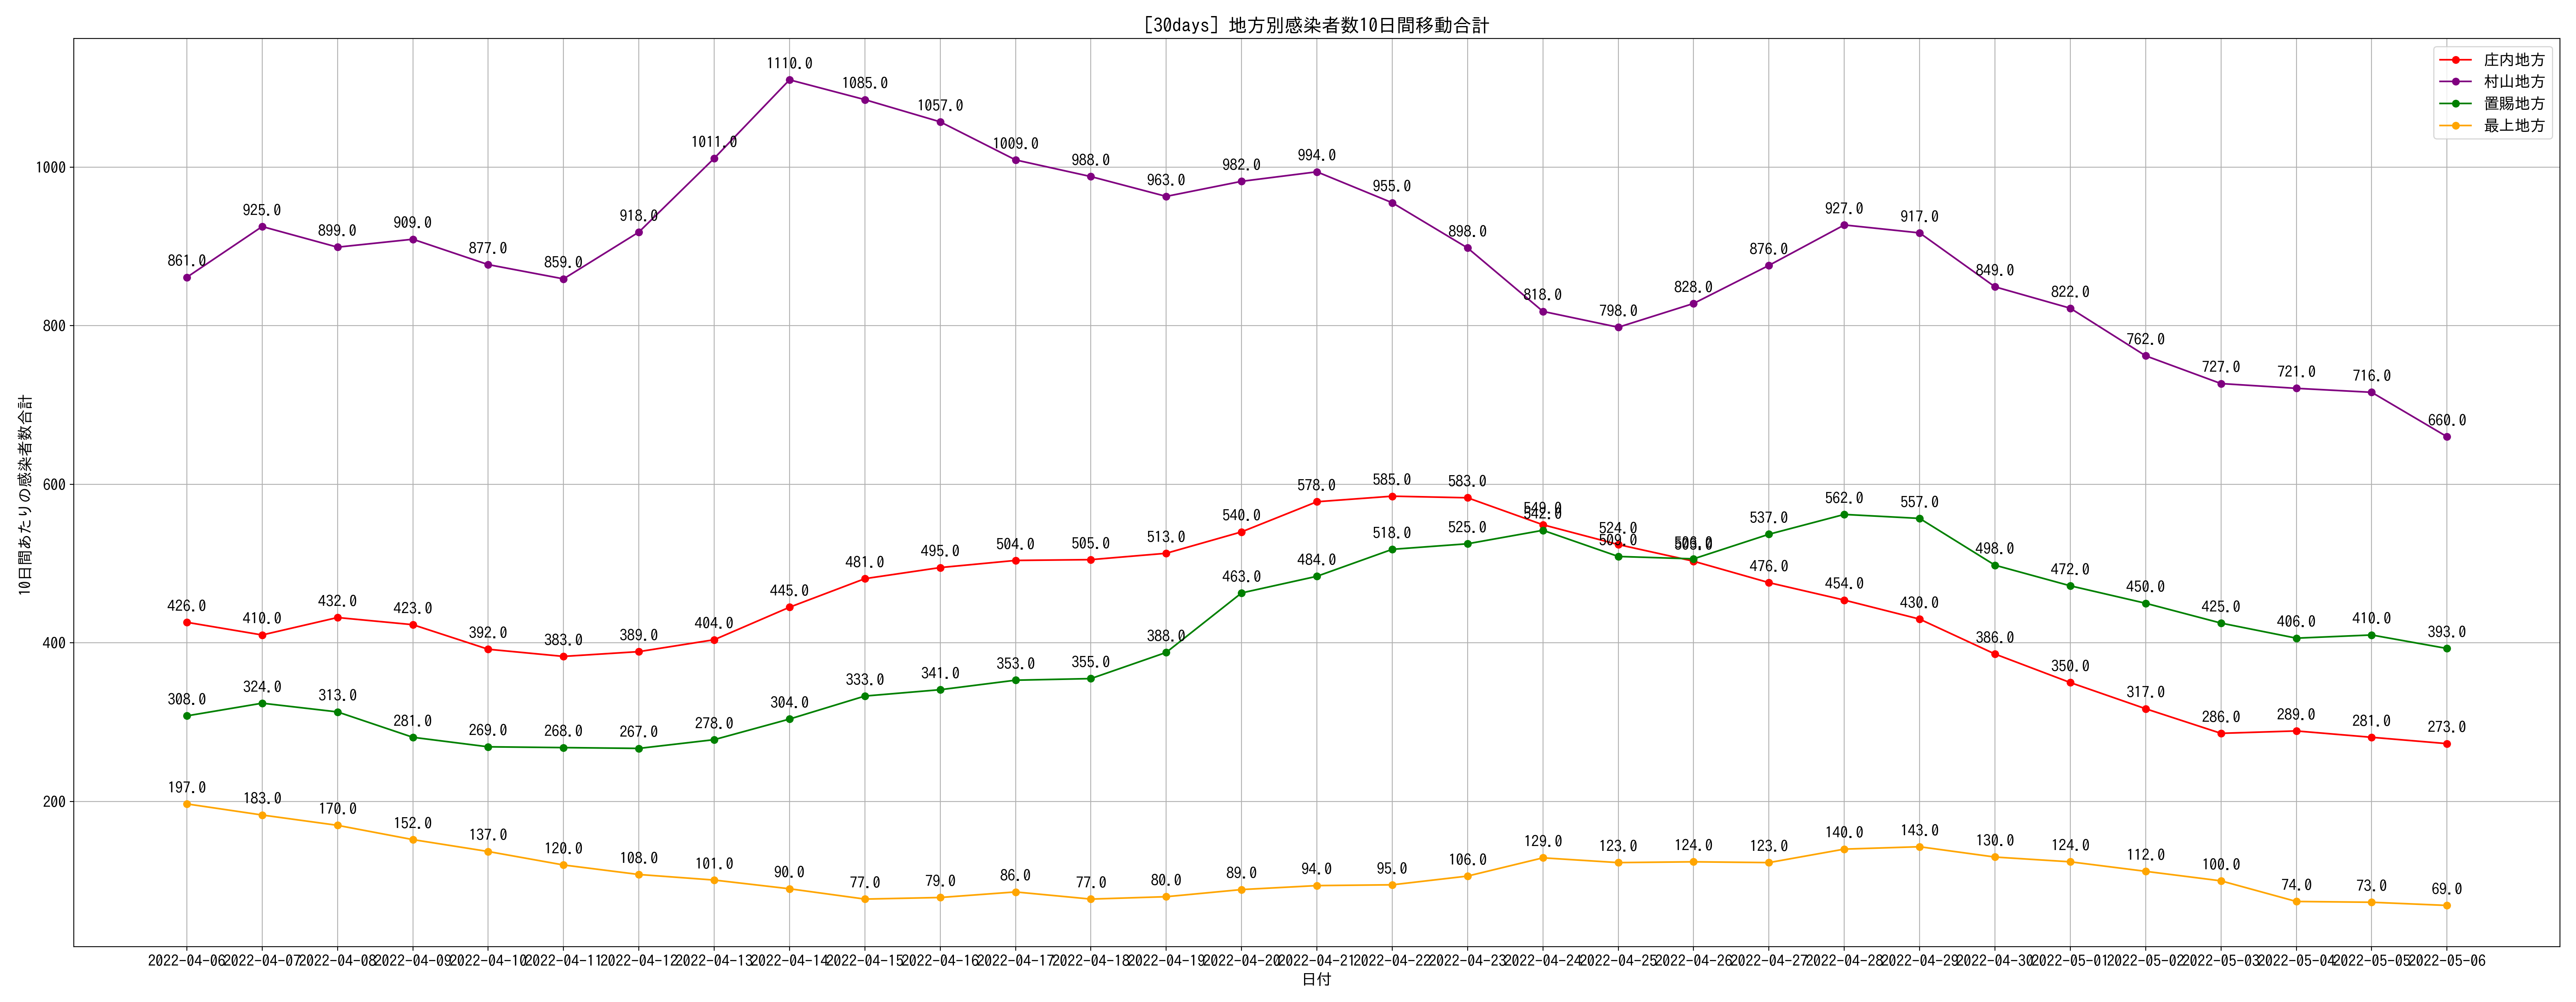 [30days] 地方別感染者数10日間移動合計
庄内地方
村山地方
置賜地方
最上地方
10日間あたりの感染者数合計
1000
800
600
400
200
861.0 925.0 899.0 909.0 877.0 859.0 918.0 1011.0 1110.0 1085.0 1057.0 1009.0 988.0 963.0 982.0 994.0 955.0 898.0 818.0 798.0 828.0 876.0 927.0 917.0 849.0 822.0 762.0 727.0 721.0 716.0 660.0
426.0 410.0 432.0 423.0 392.0 383.0 389.0 404.0 445.0 481.0 495.0 504.0 505.0 513.0 540.0 578.0 585.0 583.0 549.0 524.0 476.0 454.0 430.0 386.0 350.0 317.0 286.0 289.0 281.0 273.0
308.0 324.0 313.0 281.0 269.0 268.0 267.0 278.0 304.0 333.0 341.0 353.0 355.0 388.0 463.0 484.0 518.0 525.0 542.0 509.0 537.0 562.0 557.0 498.0 472.0 450.0 425.0 406.0 410.0 393.0
197.0 183.0 170.0 152.0 137.0 120.0 108.0 101.0 90.0 77.0 79.0 86.0 77.0 80.0 89.0 94.0 95.0 106.0 129.0 123.0 124.0 123.0 140.0 143.0 130.0 124.0 112.0 100.0 74.0 73.0 69.0
2022-04-06 2022-04-07 2022-04-08 2022-04-09 2022-04-10 2022-04-11 2022-04-12 2022-04-13 2022-04-14 2022-04-15 2022-04-16 2022-04-17 2022-04-18 2022-04-19 2022-04-20 2022-04-21 2022-04-22 2022-04-23 2022-04-24 2022-04-25 2022-04-26 2022-04-27 2022-04-28 2022-04-29 2022-04-30 2022-05-01 2022-05-02 2022-05-03 2022-05-04 2022-05-05 2022-05-06
日付